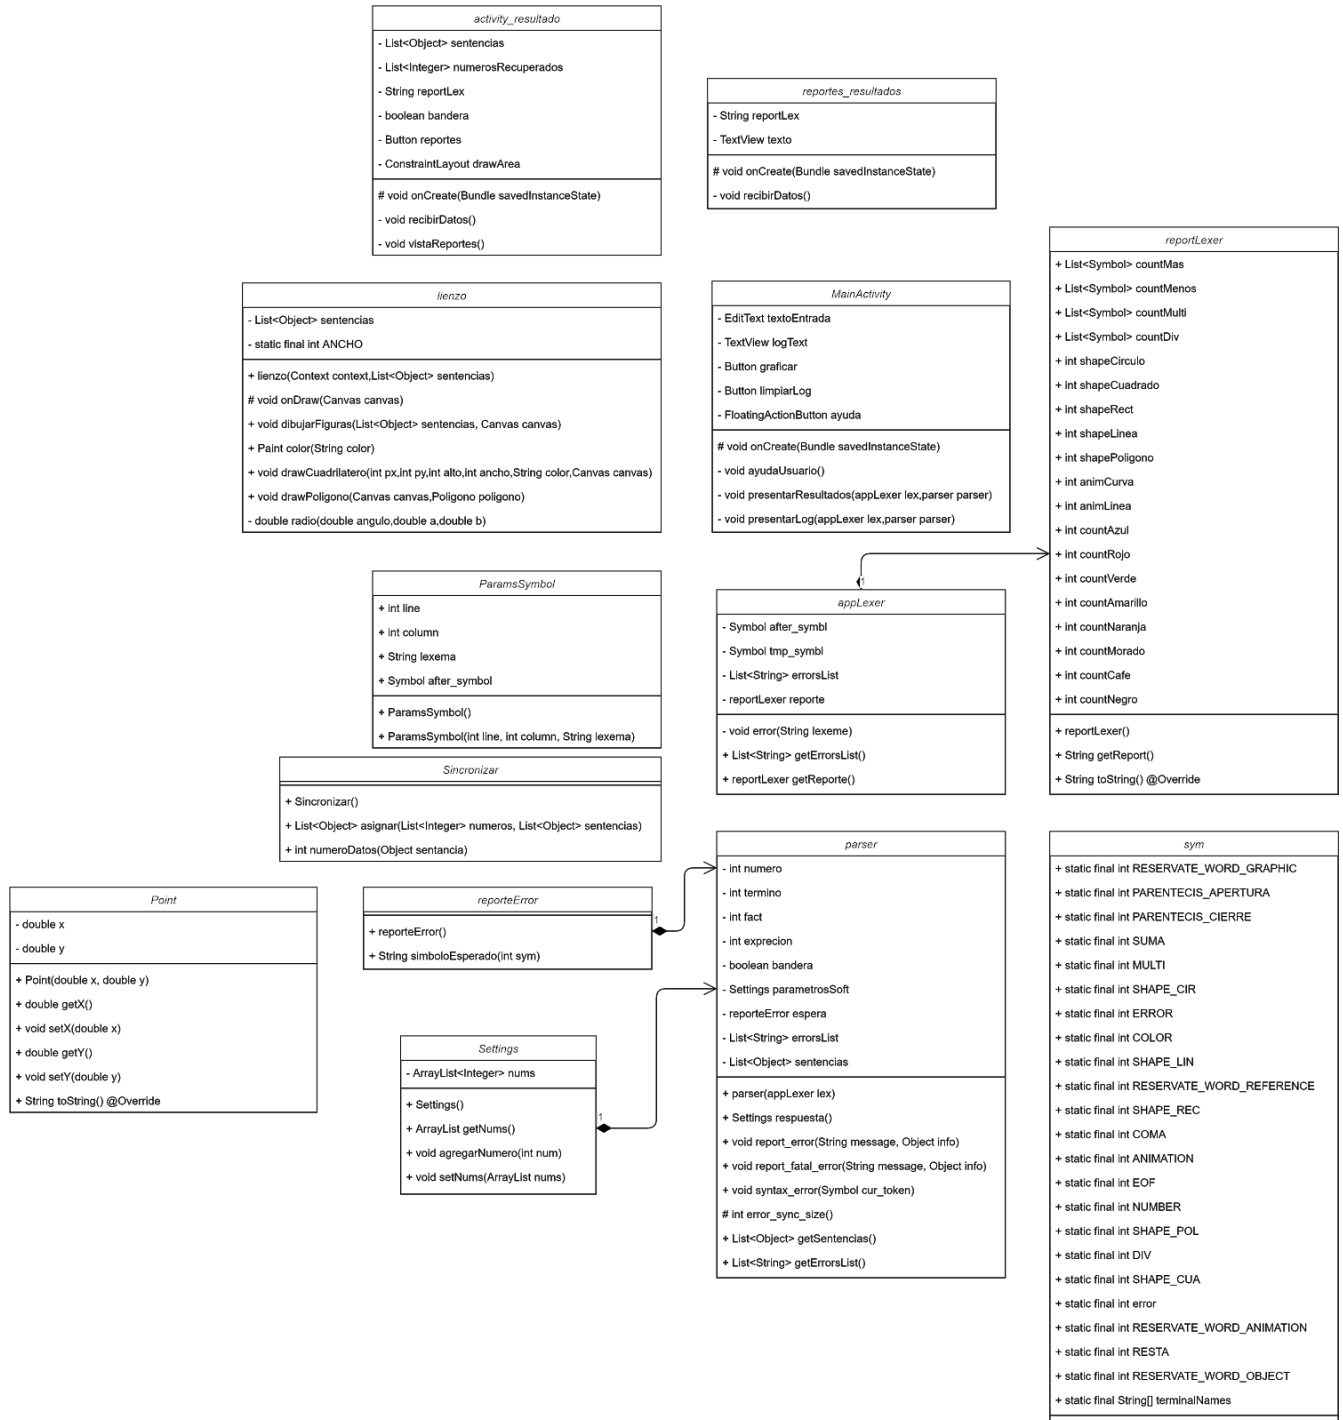 activity_resultado
- List<Object> sentencias
- List<Integer> numerosRecuperados
- String reportLex
- boolean bandera
- Button reportes
- ConstraintLayout drawArea
# void onCreate(Bundle savedInstanceState)
- void recibirDatos()
- void vistaReportes()
reportes_resultados
- String reportLex
- TextView texto
# void onCreate(Bundle savedInstanceState)
- void recibirDatos()
lienzo
- List<Object> sentencias
- static final int ANCHO
+ lienzo(Context context,List<Object> sentencias)
# void onDraw(Canvas canvas)
+ void dibujarFiguras(List<Object> sentencias, Canvas canvas)
+ Paint color(String color)
+ void drawCuadrilatero(int px,int py,int alto,int ancho,String color,Canvas canvas)
+ void drawPoligono(Canvas canvas,Poligono poligono)
- double radio(double angulo,double a,double b)
MainActivity
- EditText textoEntrada
- TextView logText
- Button graficar
- Button limpiarLog
- FloatingActionButton ayuda
# void onCreate(Bundle savedInstanceState)
- void ayudaUsuario()
- void presentarResultados(appLexer lex,parser parser)
- void presentarLog(appLexer lex,parser parser)
reportLexer
+ List<Symbol> countMas
+ List<Symbol> countMenos
+ List<Symbol> countMulti
+ List<Symbol> countDiv
+ int shapeCirculo
+ int shapeCuadrado
+ int shapeRect
+ int shapeLinea
+ int shapePoligono
+ int animCurva
+ int animLinea
+ int countAzul
+ int countRojo
+ int countVerde
+ int countAmarillo
+ int countNaranja
+ int countMorado
+ int countCafe
+ int countNegro
+ reportLexer()
+ String getReport()
+ String toString() @Override
ParamsSymbol
+ int line
+ int column
+ String lexema
+ Symbol after_symbol
+ ParamsSymbol()
+ ParamsSymbol(int line, int column, String lexema)
1
appLexer
- Symbol after_symbl
- Symbol tmp_symbl
- List<String> errorsList
- reportLexer reporte
- void error(String lexeme)
+ List<String> getErrorsList()
+ reportLexer getReporte()
Sincronizar
+ Sincronizar()
+ List<Object> asignar(List<Integer> numeros, List<Object> sentencias)
+ int numeroDatos(Object sentancia)
Point
- double x
- double y
+ Point(double x, double y)
+ double getX()
+ void setX(double x)
+ double getY()
+ void setY(double y)
+ String toString() @Override
reporteError
+ reporteError()
+ String simboloEsperado(int sym)
1
Settings
- ArrayList<Integer> nums
+ Settings()
+ ArrayList getNums()
+ void agregarNumero(int num)
+ void setNums(ArrayList nums)
1
parser
- int numero
- int termino
- int fact
- int exprecion
- boolean bandera
- Settings parametrosSoft
- reporteError espera
- List<String> errorsList
- List<Object> sentencias
+ parser(appLexer lex)
+ Settings respuesta()
+ void report_error(String message, Object info)
+ void report_fatal_error(String message, Object info)
+ void syntax_error(Symbol cur_token)
# int error_sync_size()
+ List<Object> getSentencias()
+ List<String> getErrorsList()
sym
+ static final int RESERVATE_WORD_GRAPHIC
+ static final int PARENTECIS_APERTURA
+ static final int PARENTECIS_CIERRE
+ static final int SUMA
+ static final int MULTI
+ static final int SHAPE_CIR
+ static final int ERROR
+ static final int COLOR
+ static final int SHAPE_LIN
+ static final int RESERVATE_WORD_REFERENCE
+ static final int SHAPE_REC
+ static final int COMA
+ static final int ANIMATION
+ static final int EOF
+ static final int NUMBER
+ static final int SHAPE_POL
+ static final int DIV
+ static final int SHAPE_CUA
+ static final int error
+ static final int RESERVATE_WORD_ANIMATION
+ static final int RESTA
+ static final int RESERVATE_WORD_OBJECT
+ static final String[] terminalNames